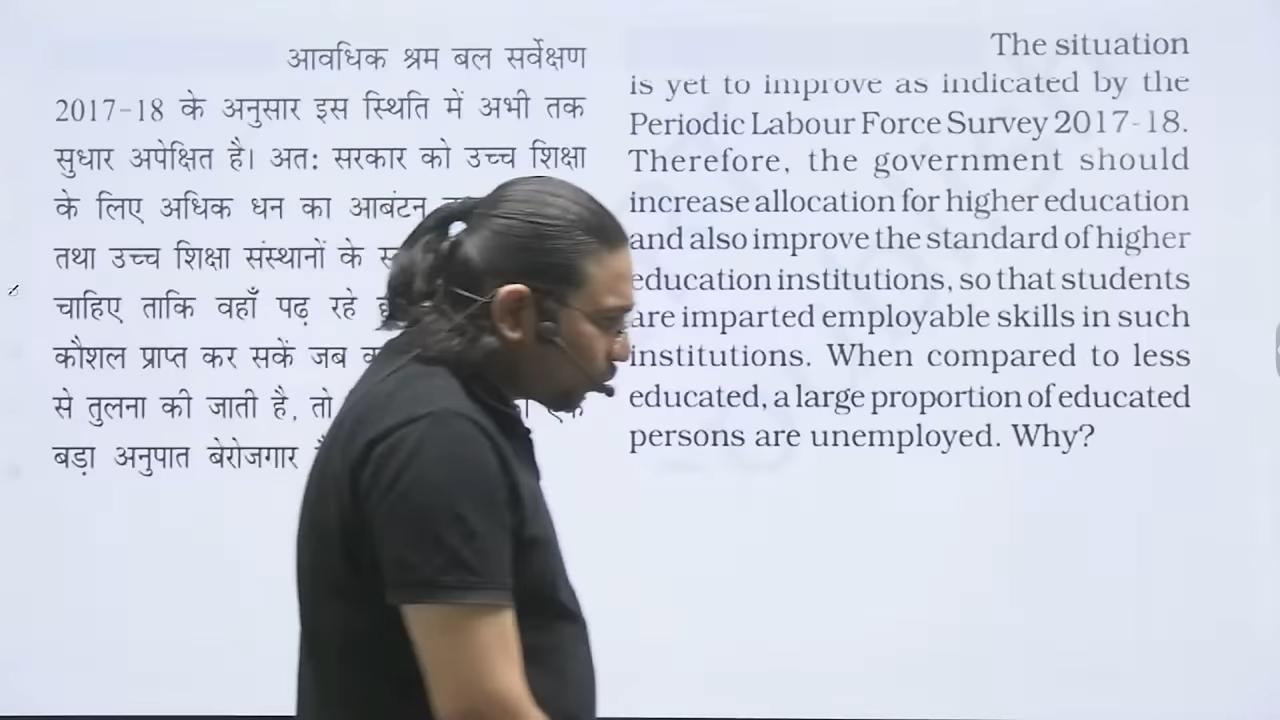 आवधिक श्रम बल सर्वेक्षण
2017-18 के अनुसार इस स्थिति में अभी तक
सुधार अपेक्षित है। अत: सरकार को उच्च शिक्षा
के लिए अधिक धन का आबंटन
तथा उच्च शिक्षा संस्थानों के
चाहिए ताकि वहाँ पढ़ रहे
कौशल प्राप्त कर सकें जब
से तुलना की जाती है, तो
बड़ा अनुपात बेरोजगार
The situation
is yet to improve as indicated by the
Periodic Labour Force Survey 2017-18.
Therefore, the government should
increase allocation for higher education
and also improve the standard of higher
education institutions, so that students
are imparted employable skills in such
institutions. When compared to less
educated, a large proportion of educated
persons are unemployed. Why?